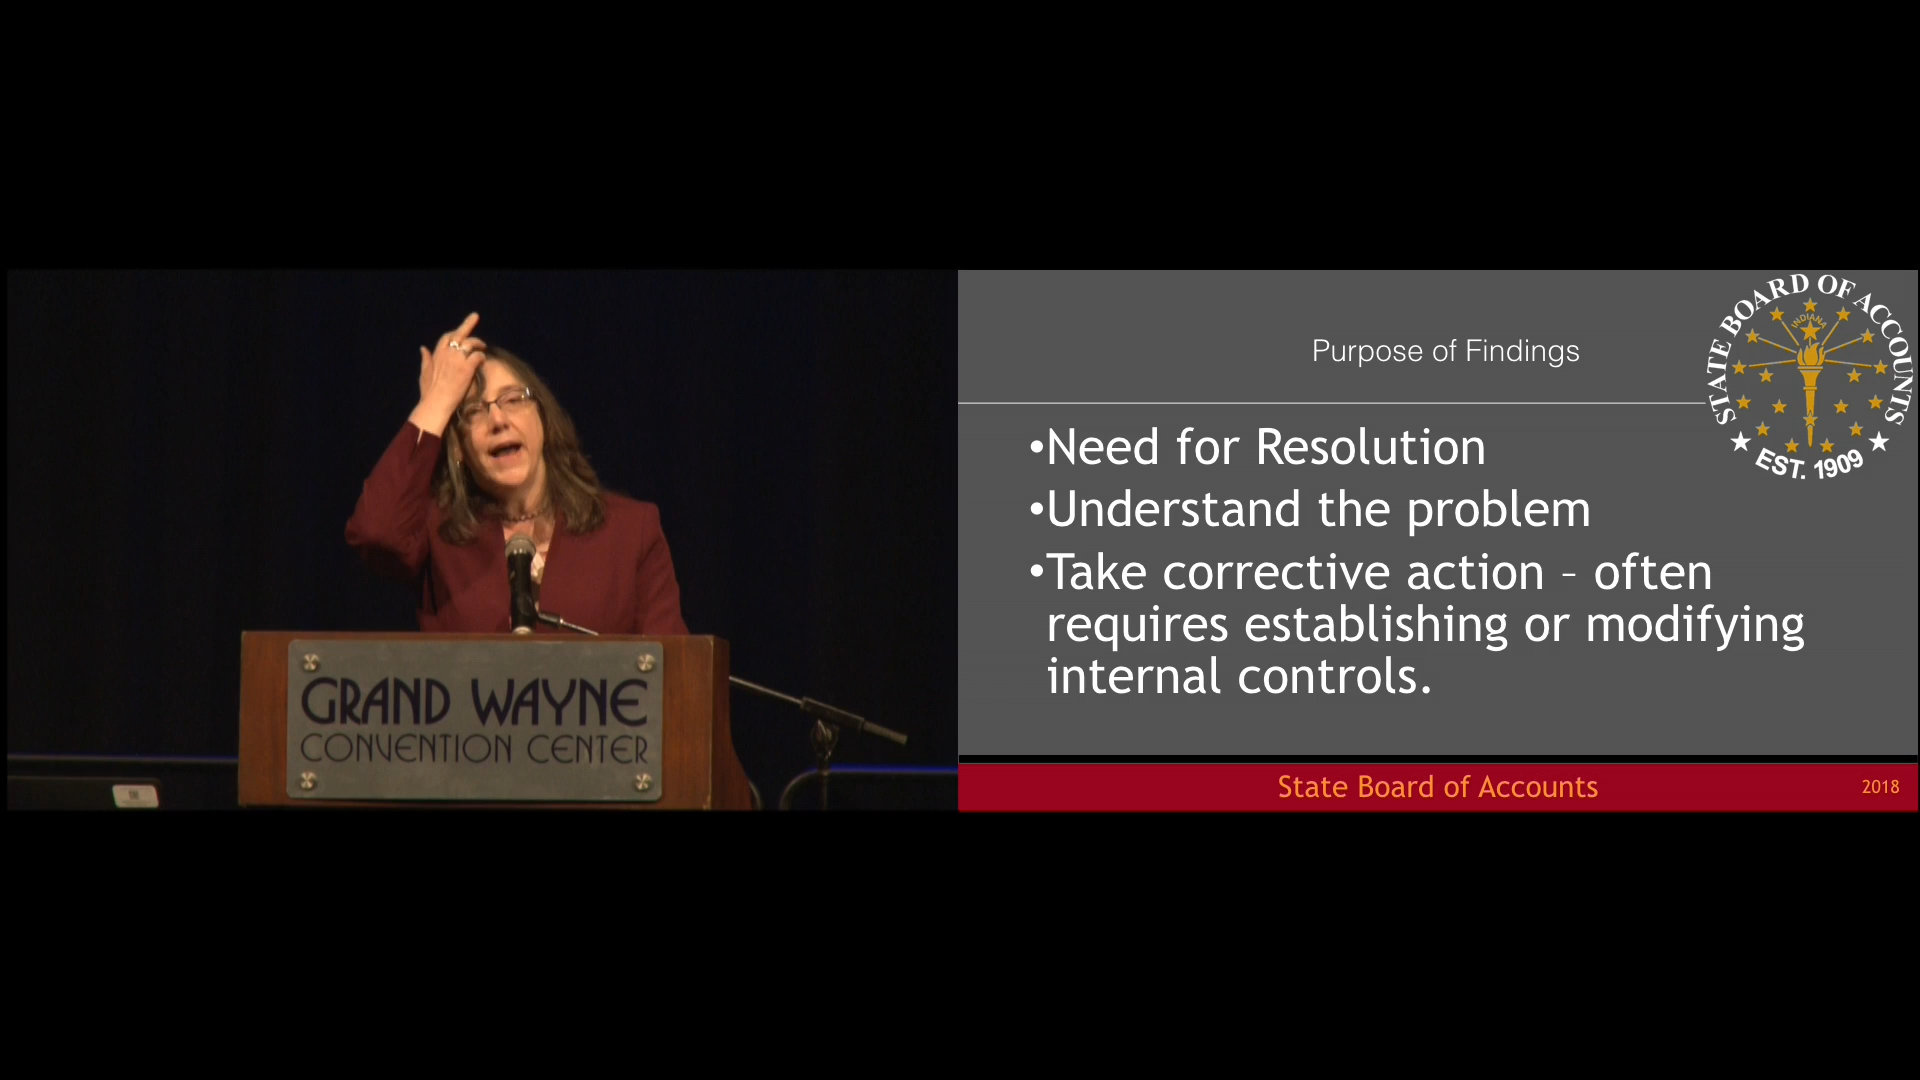 GRAND WAYNE
CONVENTION CENTER
Purpose of Findings
STATE BOARD OF ACCOUNTS
INDIANA
EST. 1909
•Need for Resolution
•Understand the problem
•Take corrective action – often
requires establishing or modifying
internal controls.
State Board of Accounts
2018